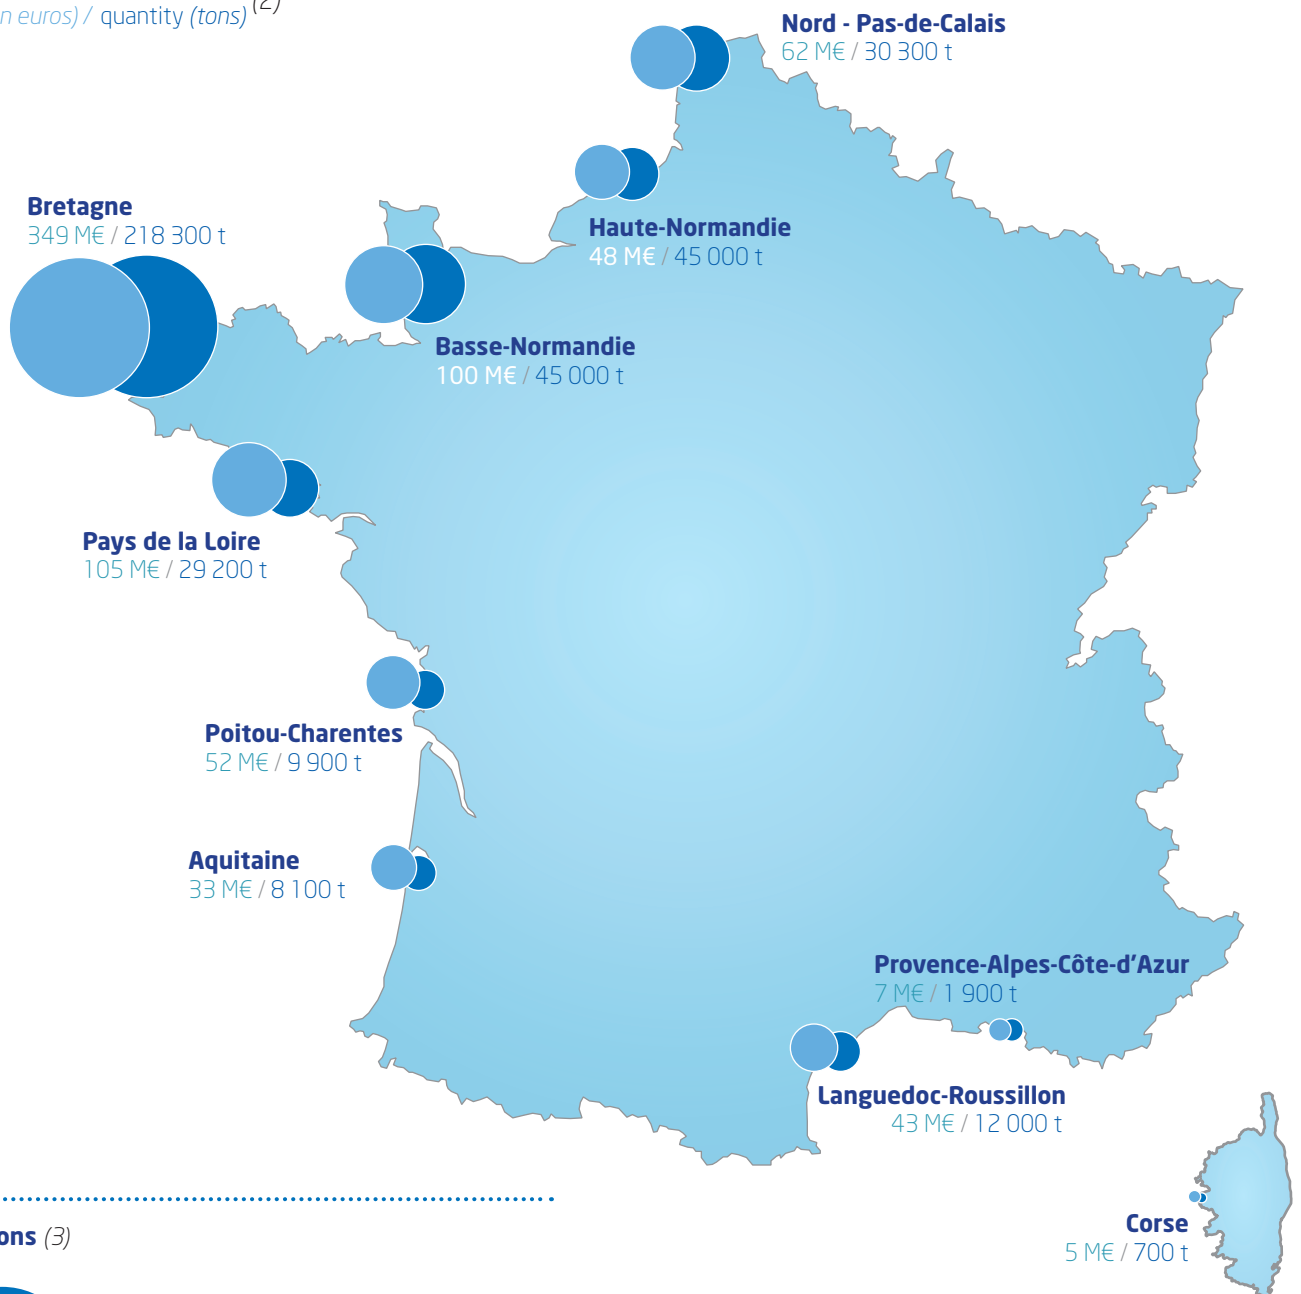 n euros) / quantity (tons) (2)
Nord - Pas-de-Calais
62 M€ / 30 300 t
Bretagne
349 M€ / 218 300 t
Haute-Normandie
48 M€ / 45 000 t
Basse-Normandie
100 M€ / 45 000 t
Pays de la Loire
105 M€ / 29 200 t
Poitou-Charentes
52 M€ / 9 900 t
Aquitaine
33 M€ / 8 100 t
Provence-Alpes-Côte-d'Azur
7 M€ / 1 900 t
Languedoc-Roussillon
43 M€ / 12 000 t
Corse
5 M€ / 700 t
ons (3)